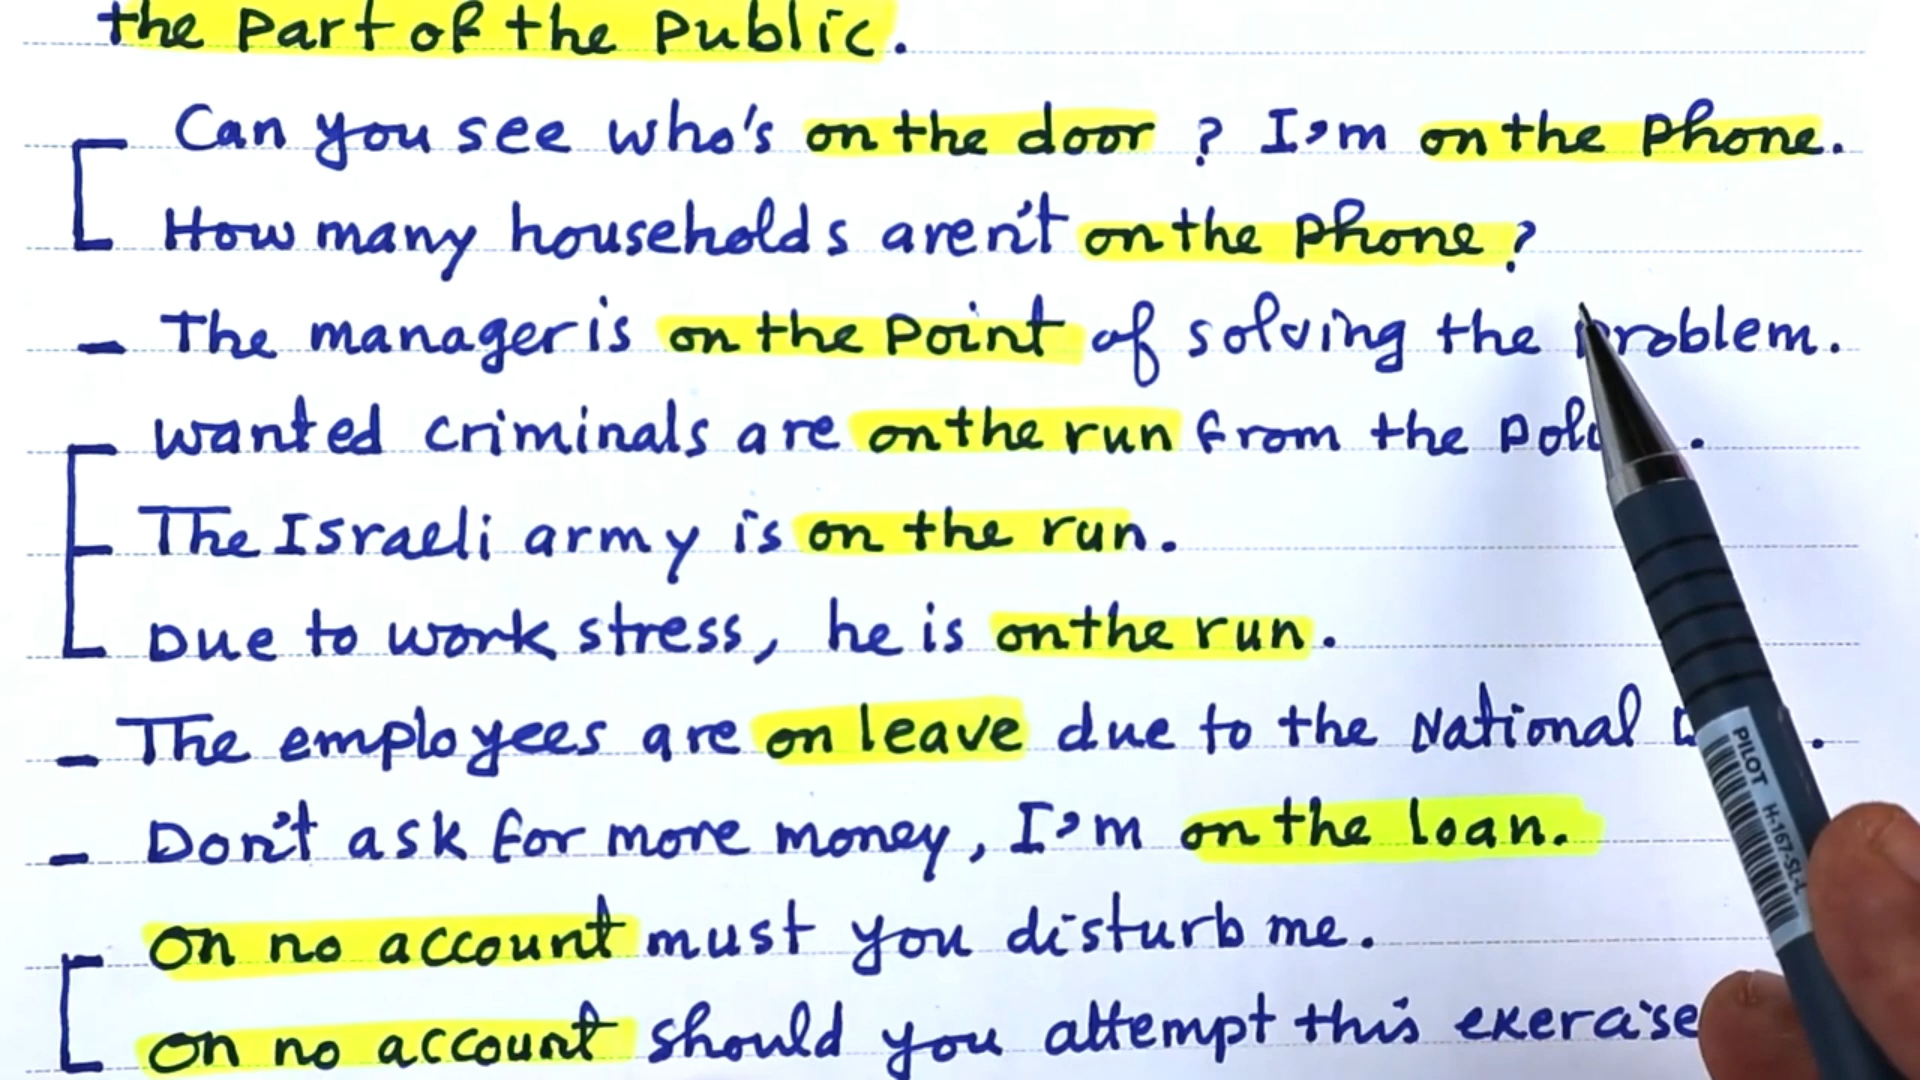 the part of the public.
Can you see who's on the door ? I'm on the phone.
How many households aren't on the phone ?
The manager is on the point of solving the problem.
wanted criminals are on the run from the
The Israeli army is on the run.
Due to work stress, he is on the run.
The employees are on leave due to the National
Don't ask for more money, I'm on the loan.
on no account must you disturb me.
on no account should you attempt this exercise
PILOT H-167-SL-L